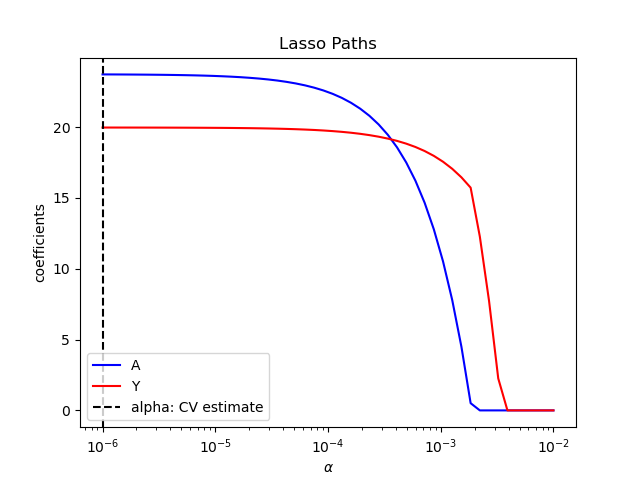 Lasso Paths
coefficients
20
15
10
5
0
A
Y
alpha: CV estimate
10⁻⁶
10⁻⁵
10⁻⁴
10⁻³
10⁻²
α